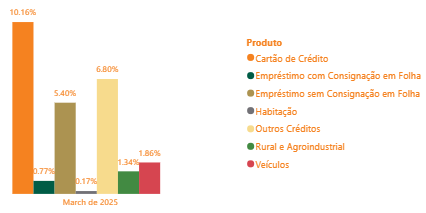 10.16%
0.77%
5.40%
0.17%
6.80%
1.34%
1.86%
March de 2025
Produto
Cartão de Crédito
Empréstimo com Consignação em Folha
Empréstimo sem Consignação em Folha
Habitação
Outros Créditos
Rural e Agroindustrial
Veículos